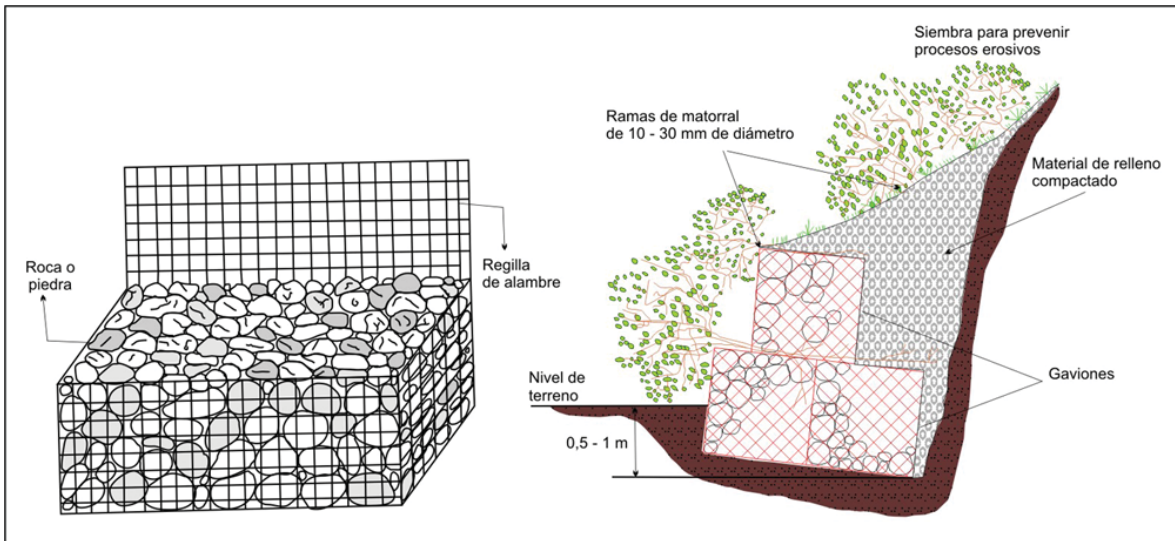 Roca o
piedra
Regilla
de alambre
Siembra para prevenir
procesos erosivos
Ramas de matorral
de 10 - 30 mm de diámetro
Material de relleno
compactado
Nivel de
terreno
Gaviones
0,5 - 1 m